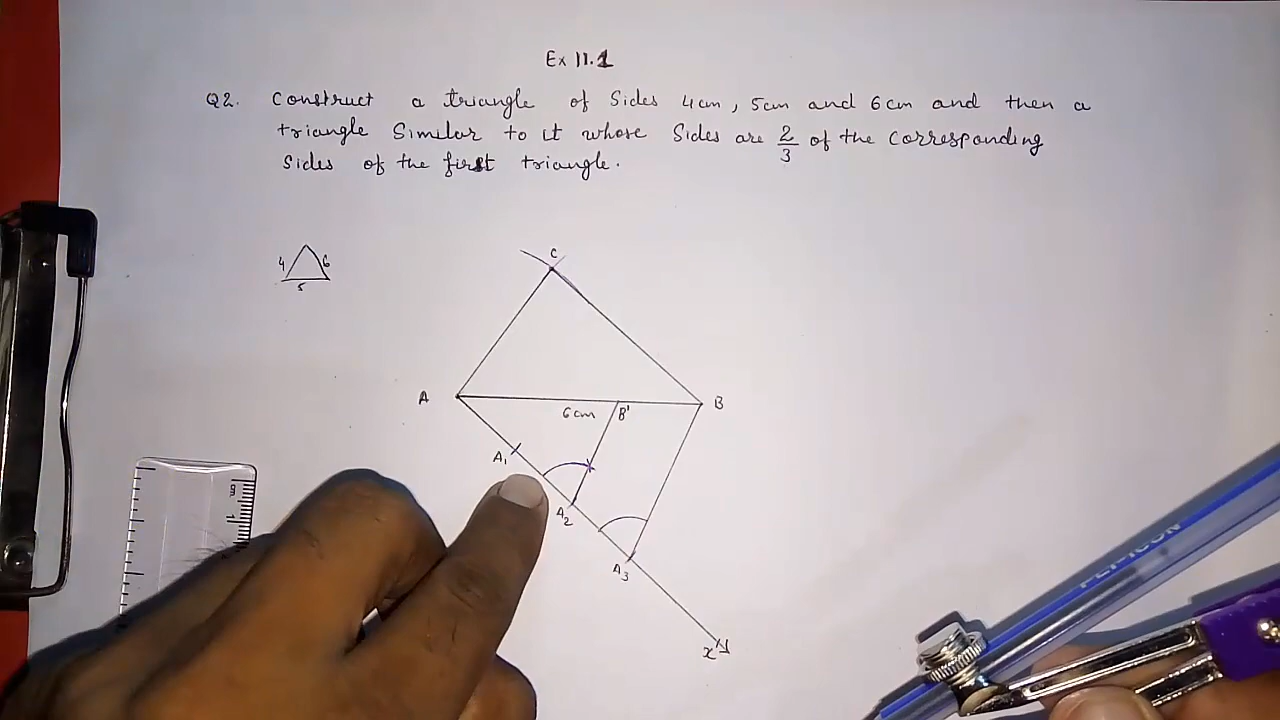 Ex 11.1
Q2. Construct a triangle of Sides 4cm, 5cm and 6cm and then a
triangle Similar to it whose Sides are 2/3 of the corresponding
Sides of the first triangle.
4 6
5
C
A B
6cm B'
A1
A2
A3
X